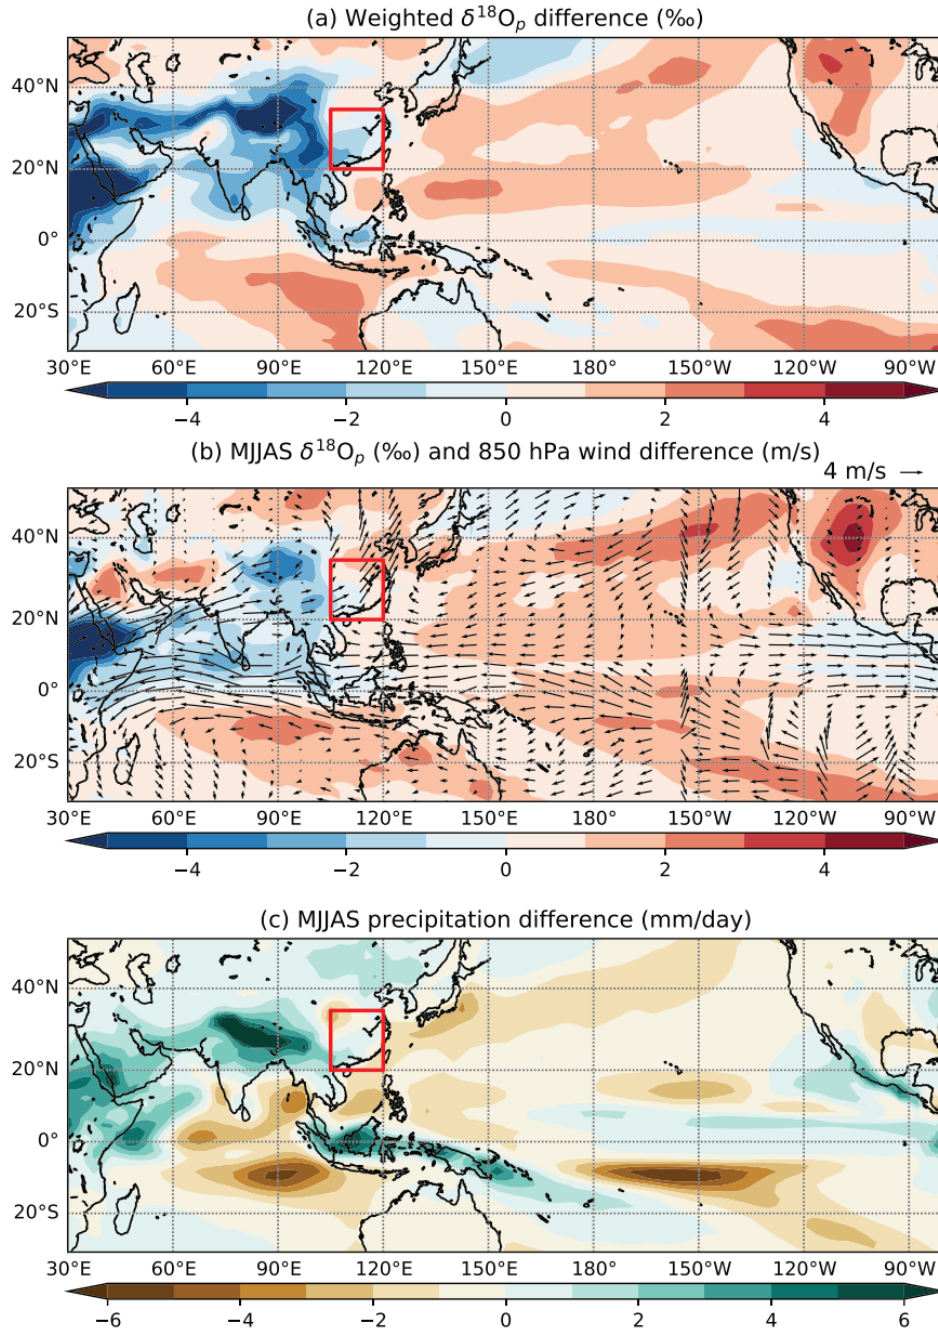 (a) Weighted δ¹⁸Oₚ difference (‰)
40°N
20°N
0°
20°S
30°E 60°E 90°E 120°E 150°E 180° 150°W 120°W 90°W
−4 −2 0 2 4
(b) MJJAS δ¹⁸Oₚ (‰) and 850 hPa wind difference (m/s)
4 m/s
40°N
20°N
0°
20°S
30°E 60°E 90°E 120°E 150°E 180° 150°W 120°W 90°W
−4 −2 0 2 4
(c) MJJAS precipitation difference (mm/day)
40°N
20°N
0°
20°S
30°E 60°E 90°E 120°E 150°E 180° 150°W 120°W 90°W
−6 −4 −2 0 2 4 6